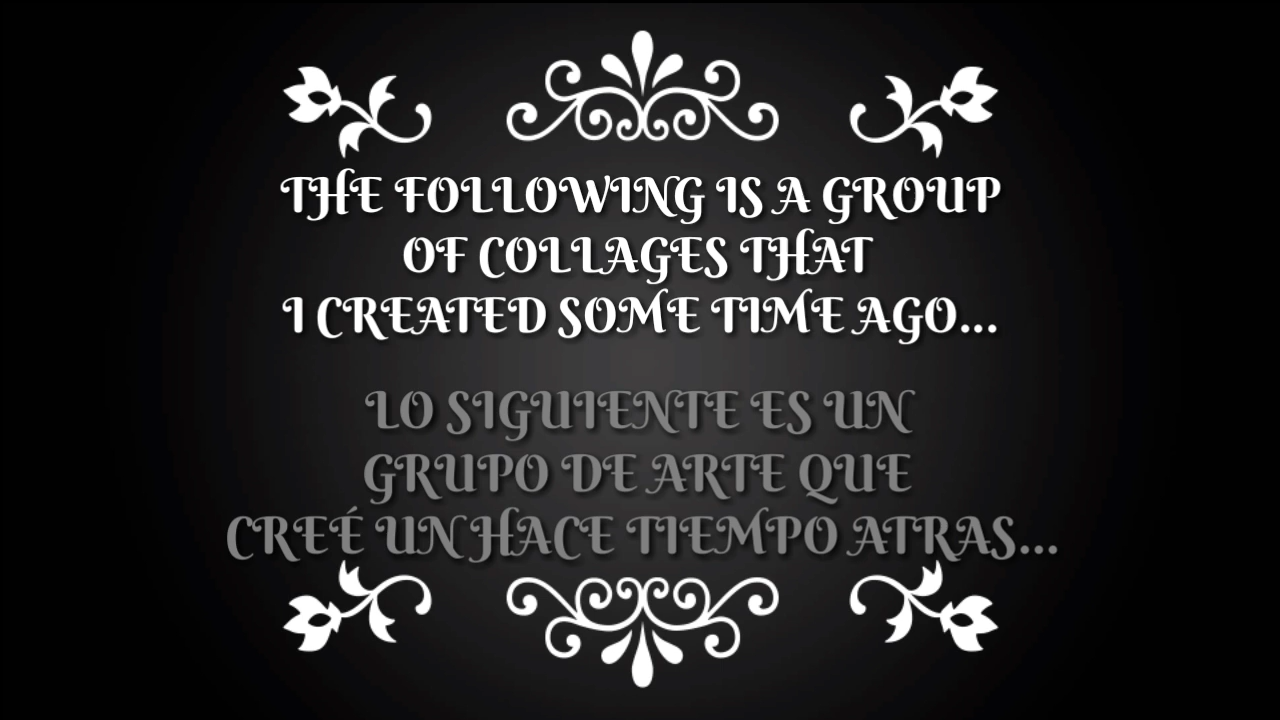 THE FOLLOWING IS A GROUP
OF COLLAGES THAT
I CREATED SOME TIME AGO...
LO SIGUIENTE ES UN
GRUPO DE ARTE QUE
CREÉ UN HACE TIEMPO ATRAS...